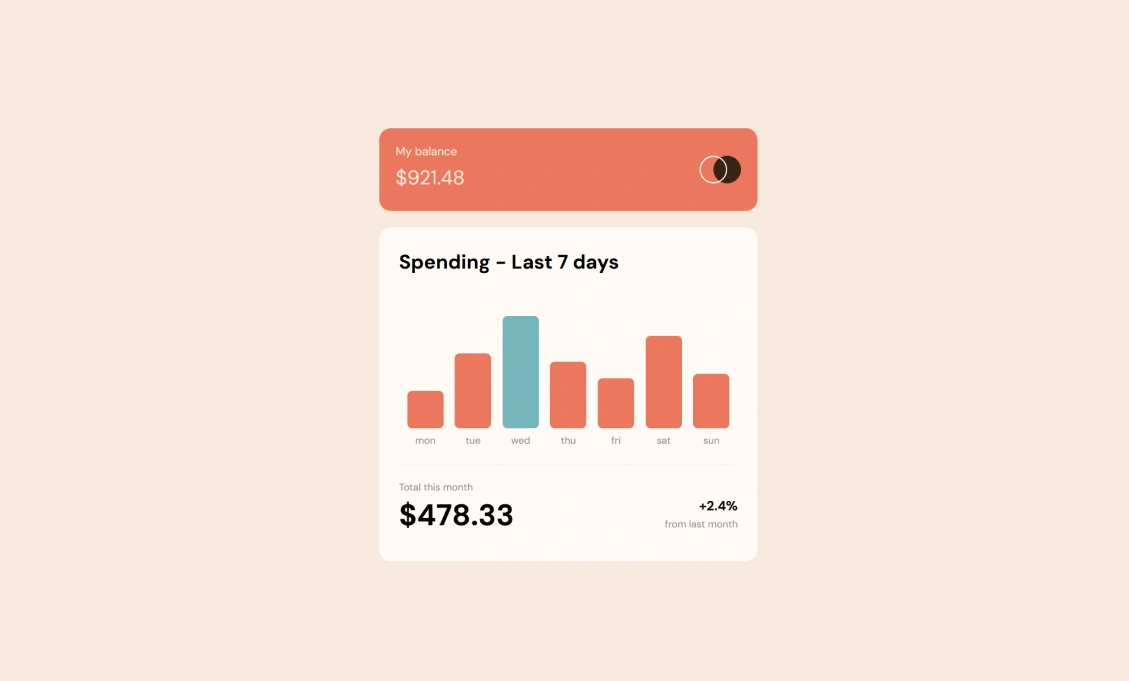 My balance
$921.48
Spending - Last 7 days
mon tue wed thu fri sat sun
Total this month
$478.33
+2.4%
from last month